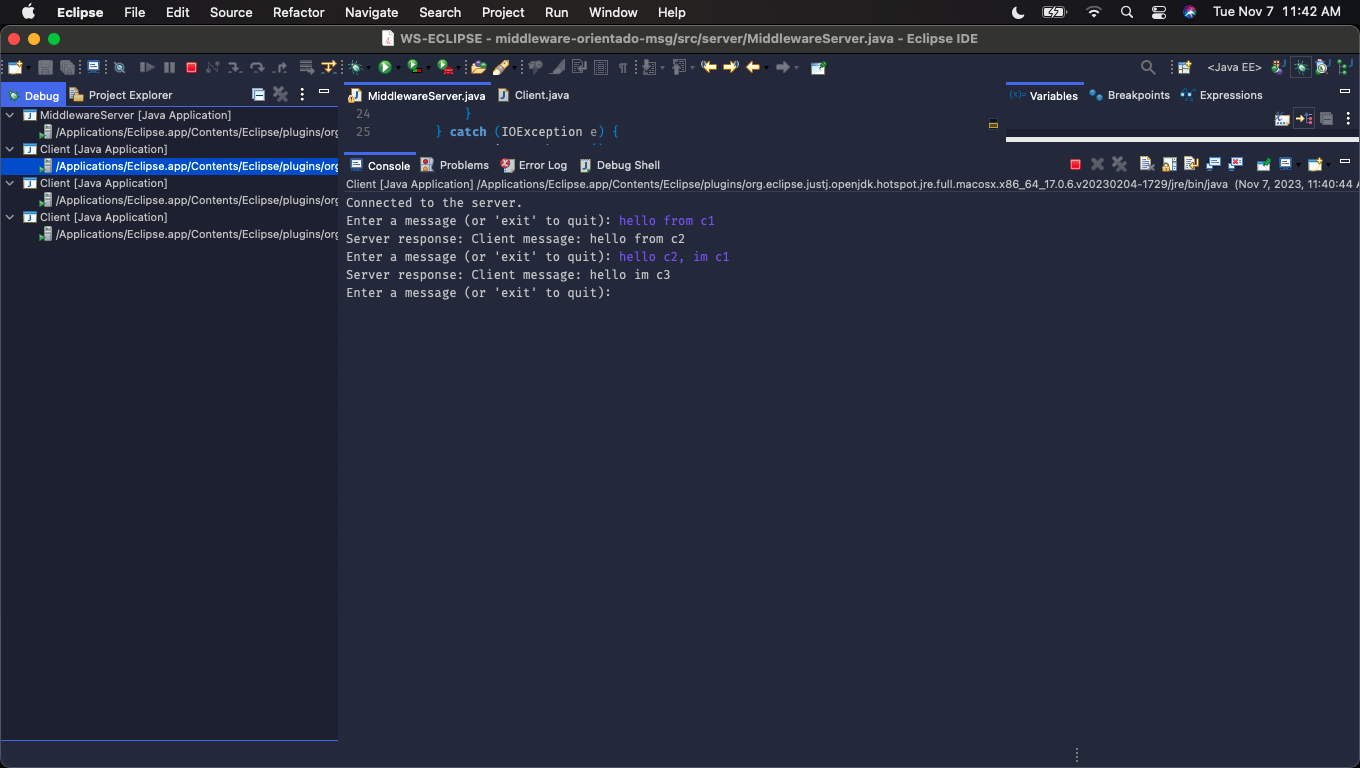 Eclipse File Edit Source Refactor Navigate Search Project Run Window Help Tue Nov 7 11:42 AM
WS-ECLIPSE - middleware-orientado-msg/src/server/MiddlewareServer.java - Eclipse IDE
<Java EE>
Debug Project Explorer
MiddlewareServer [Java Application]
/Applications/Eclipse.app/Contents/Eclipse/plugins/org
Client [Java Application]
/Applications/Eclipse.app/Contents/Eclipse/plugins/org
Client [Java Application]
/Applications/Eclipse.app/Contents/Eclipse/plugins/org
Client [Java Application]
/Applications/Eclipse.app/Contents/Eclipse/plugins/org
MiddlewareServer.java Client.java
24 }
25 } catch (IOException e) {
(x)= Variables Breakpoints Expressions
Console Problems Error Log Debug Shell
Client [Java Application] /Applications/Eclipse.app/Contents/Eclipse/plugins/org.eclipse.justj.openjdk.hotspot.jre.full.macosx.x86_64_17.0.6.v20230204-1729/jre/bin/java (Nov 7, 2023, 11:40:44 A
Connected to the server.
Enter a message (or 'exit' to quit): hello from c1
Server response: Client message: hello from c2
Enter a message (or 'exit' to quit): hello c2, im c1
Server response: Client message: hello im c3
Enter a message (or 'exit' to quit):